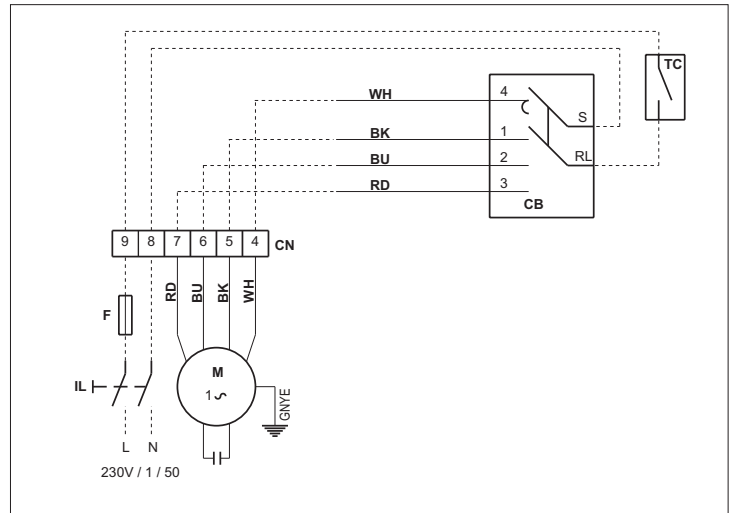 TC
WH
4
S
BK
1
BU
2
RL
RD
3
CB
9 8 7 6 5 4 CN
RD BU BK WH
F
M
1
IL
GNYE
L N
230V / 1 / 50